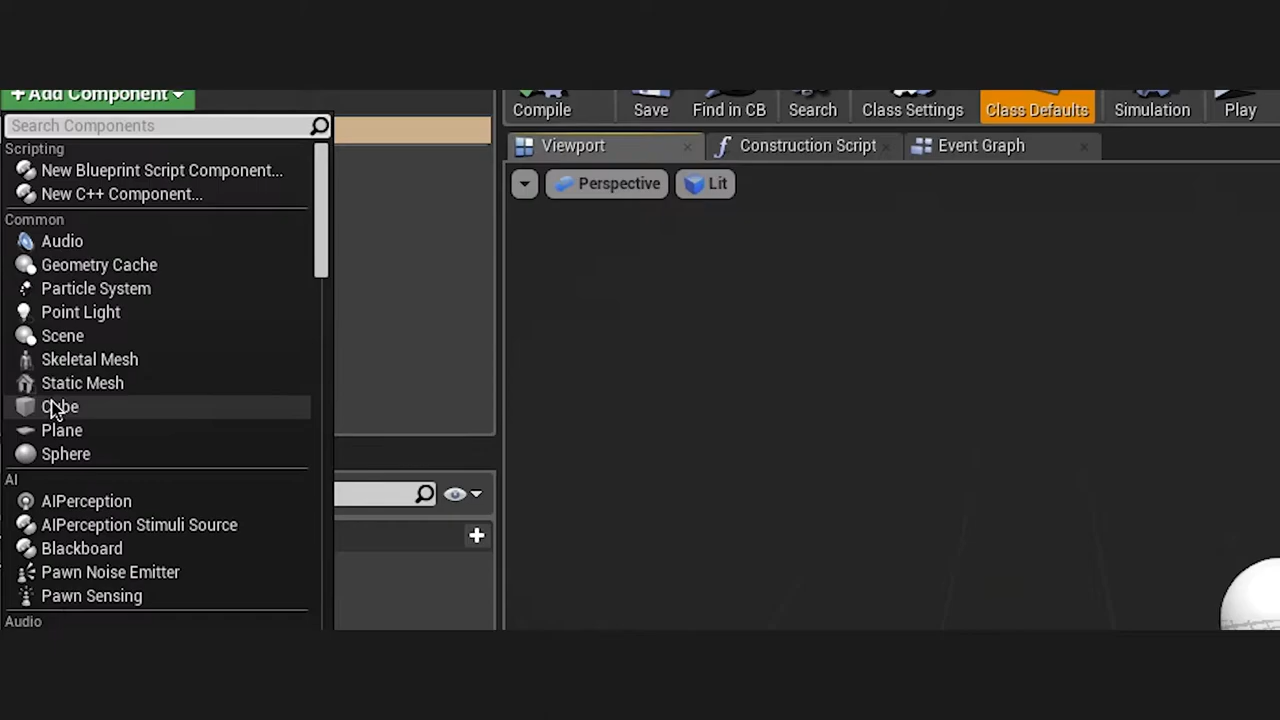 +Add Component
Compile
Save
Find in CB
Search
Class Settings
Class Defaults
Simulation
Play
Search Components
Scripting
New Blueprint Script Component...
New C++ Component...
Common
Audio
Geometry Cache
Particle System
Point Light
Scene
Skeletal Mesh
Static Mesh
Cube
Plane
Sphere
AI
AIPerception
AIPerception Stimuli Source
Blackboard
Pawn Noise Emitter
Pawn Sensing
Audio
Viewport
Construction Script
Event Graph
Perspective
Lit